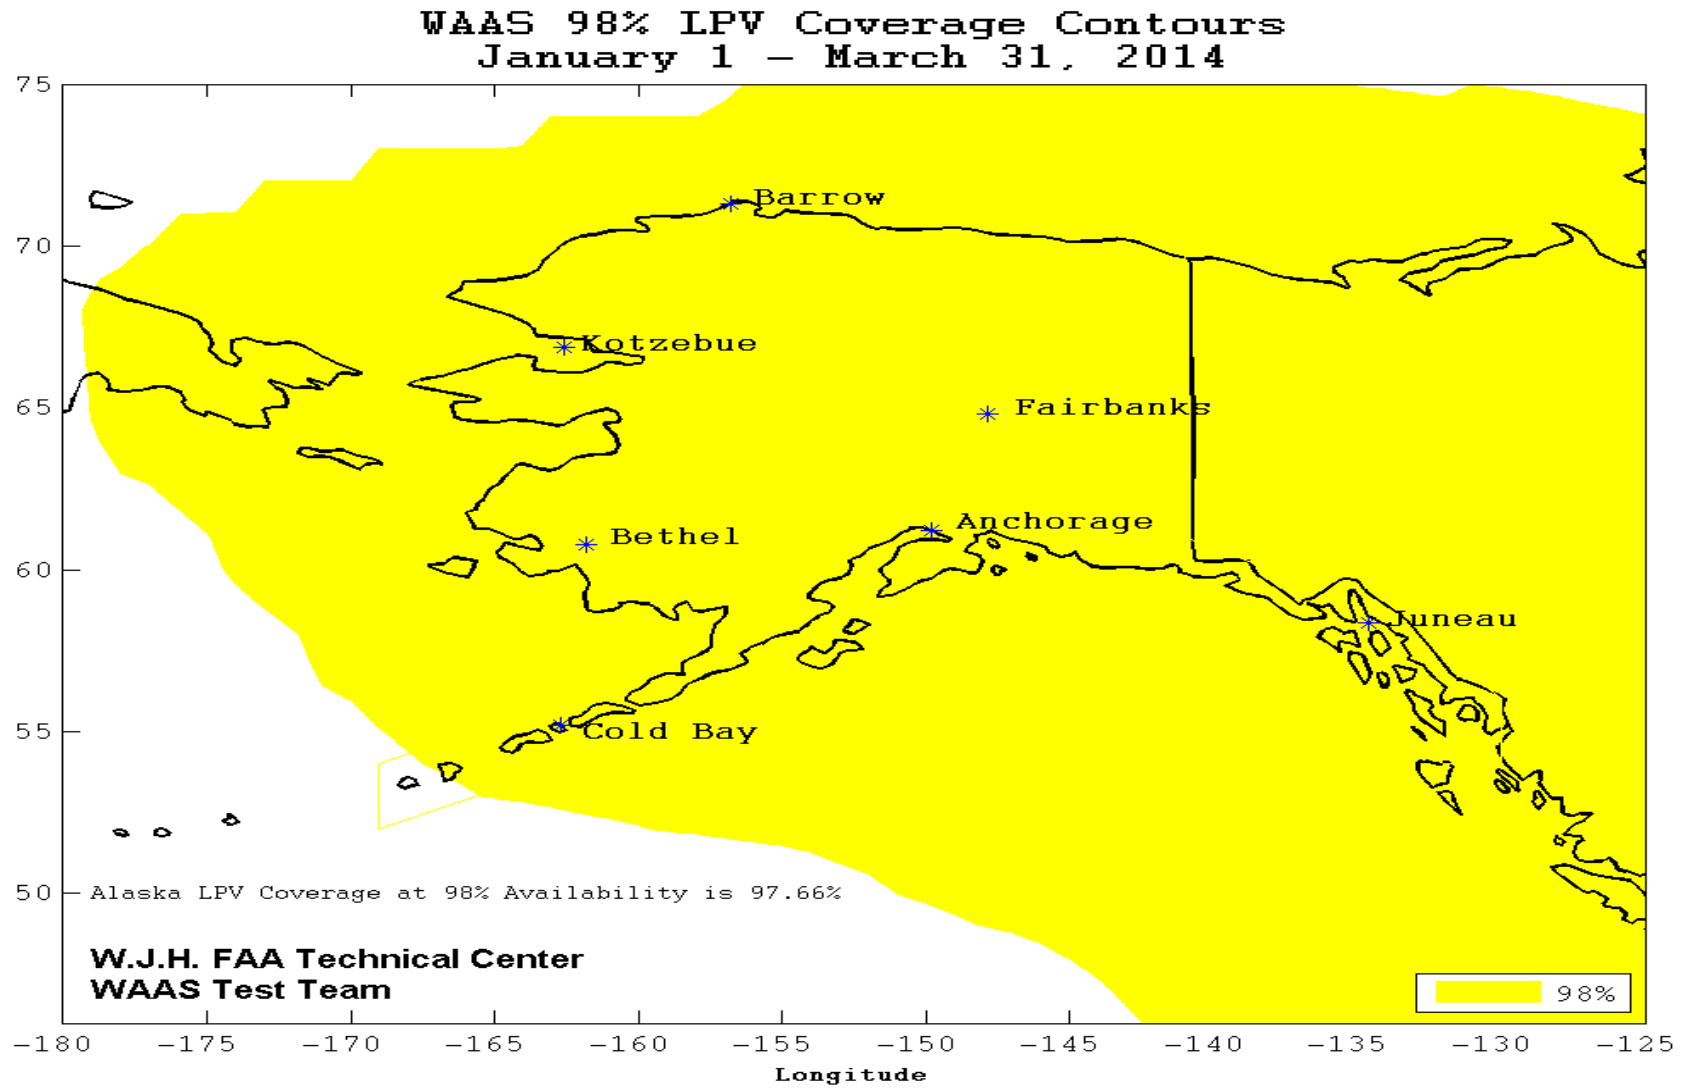 WAAS 98% LPV Coverage Contours
January 1 – March 31, 2014
75
70
65
60
55
50
Barrow
Kotzebue
Fairbanks
Anchorage
Bethel
Juneau
Cold Bay
Alaska LPV Coverage at 98% Availability is 97.66%
W.J.H. FAA Technical Center
WAAS Test Team
98%
-180 -175 -170 -165 -160 -155 -150 -145 -140 -135 -130 -125
Longitude